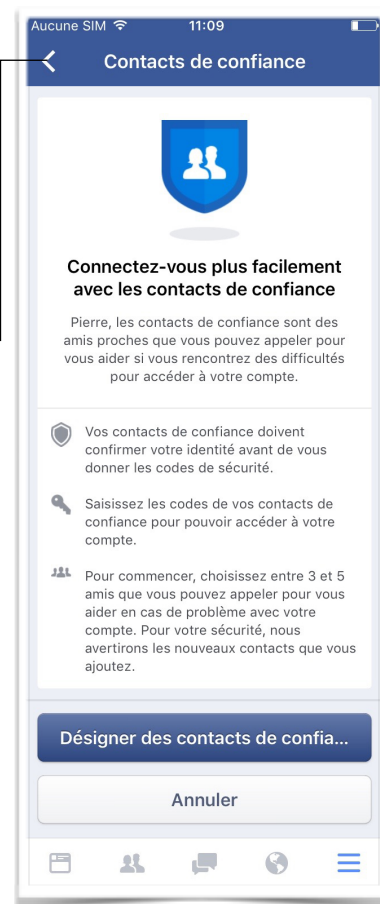 Aucune SIM 11:09
Contacts de confiance
Connectez-vous plus facilement
avec les contacts de confiance
Pierre, les contacts de confiance sont des
amis proches que vous pouvez appeler pour
vous aider si vous rencontrez des difficultés
pour accéder à votre compte.
Vos contacts de confiance doivent
confirmer votre identité avant de vous
donner les codes de sécurité.
Saisissez les codes de vos contacts de
confiance pour pouvoir accéder à votre
compte.
Pour commencer, choisissez entre 3 et 5
amis que vous pouvez appeler pour vous
aider en cas de problème avec votre
compte. Pour votre sécurité, nous
avertirons les nouveaux contacts que vous
ajoutez.
Désigner des contacts de confia...
Annuler